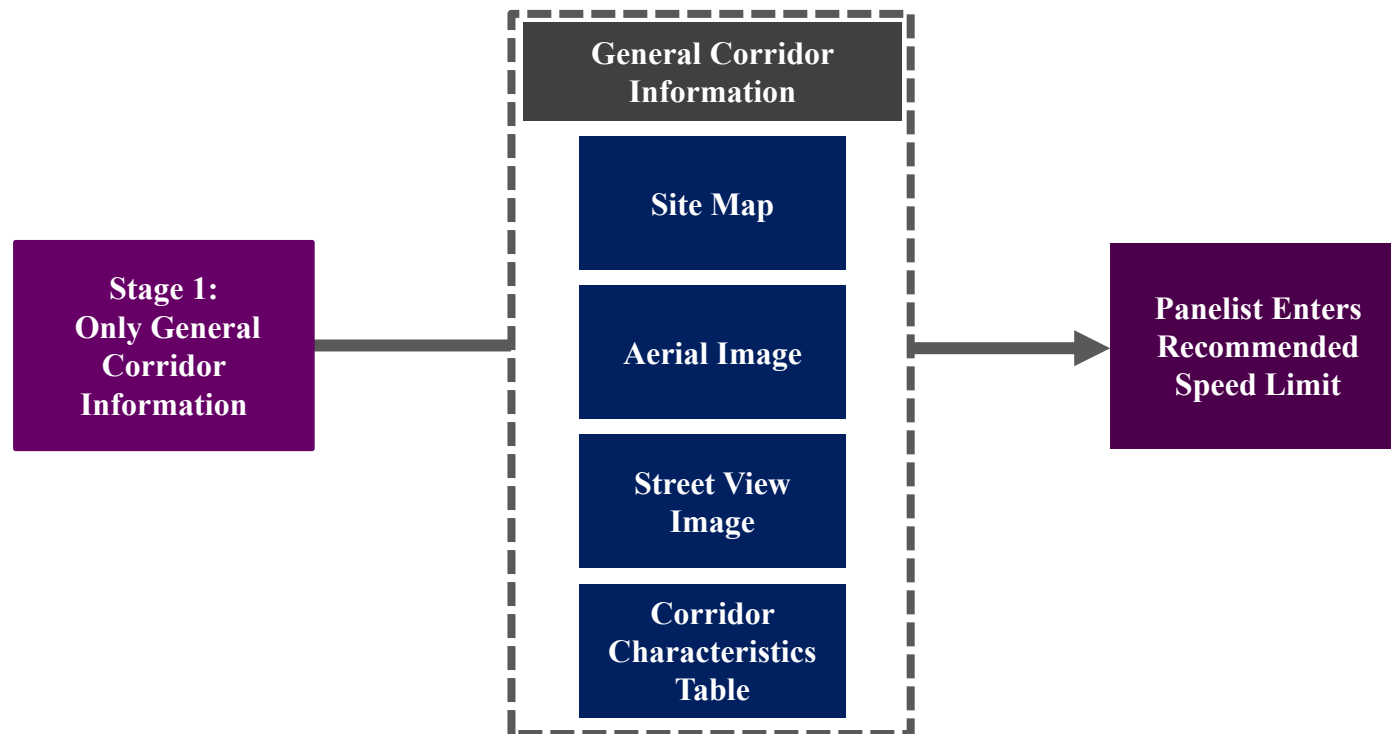 General Corridor
Information
Site Map
Stage 1:
Only General
Corridor
Information
Aerial Image
Street View
Image
Corridor
Characteristics
Table
Panelist Enters
Recommended
Speed Limit